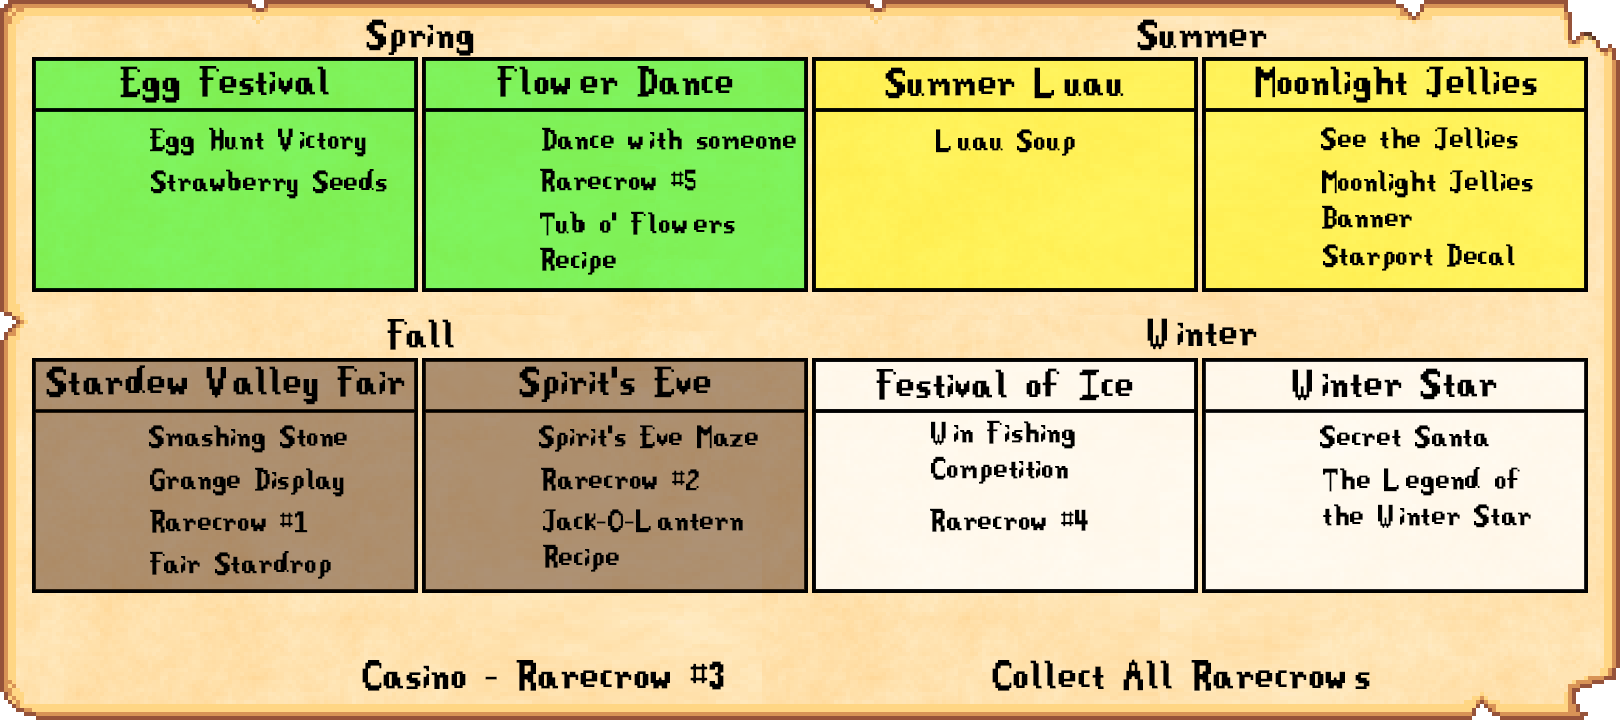 Spring
Summer
Egg Festival
Egg Hunt Victory
Strawberry Seeds
Flower Dance
Dance with someone
Rarecrow #5
Tub o' Flowers
Recipe
Summer Luau
Luau Soup
Moonlight Jellies
See the Jellies
Moonlight Jellies
Banner
Starport Decal
Fall
Winter
Stardew Valley Fair
Smashing Stone
Grange Display
Rarecrow #1
Fair Stardrop
Spirit's Eve
Spirit's Eve Maze
Rarecrow #2
Jack-O-Lantern
Recipe
Festival of Ice
Win Fishing
Competition
Rarecrow #4
Winter Star
Secret Santa
The Legend of
the Winter Star
Casino - Rarecrow #3
Collect All Rarecrows